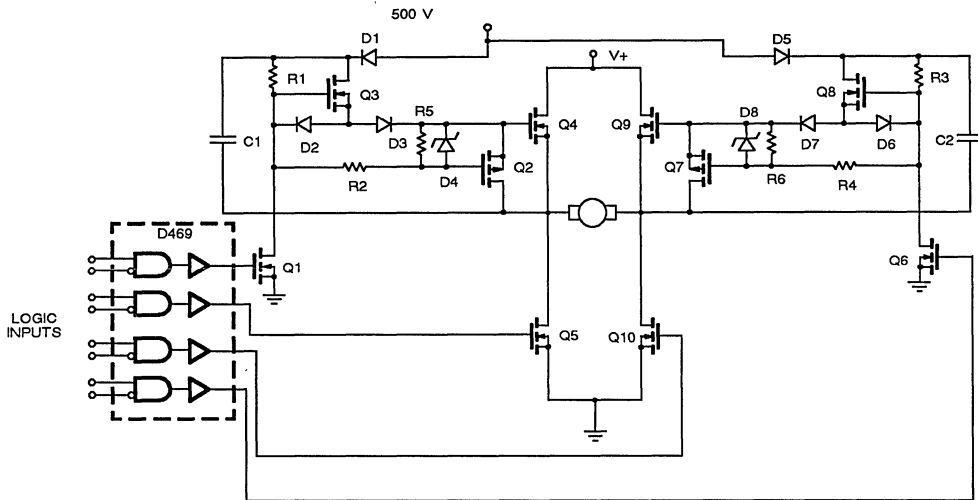 500 V
D1
D5
V+
R1
Q3
Q8
R3
R5
D8
Q4
Q9
C1
D2
D3
D7
D6
C2
R2
D4
Q2
Q7
R6
R4
D469
Q1
Q6
LOGIC
INPUTS
Q5
Q10